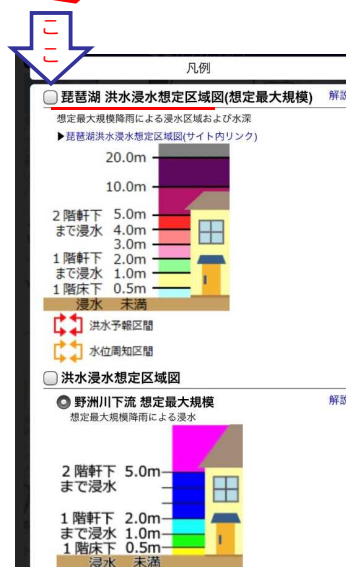 ここ
凡例
琵琶湖 洪水浸水想定区域図(想定最大規模) 解説
想定最大規模降雨による浸水区域および水深
▶琵琶湖洪水浸水想定区域図(サイト内リンク)
20.0m
10.0m
2階軒下 5.0m
まで浸水 4.0m
3.0m
1階軒下 2.0m
まで浸水 1.0m
1階床下 0.5m
浸水 未満
洪水予報区間
水位周知区間
洪水浸水想定区域図
野洲川下流 想定最大規模 解説
想定最大規模降雨による浸水
2階軒下 5.0m
まで浸水
1階軒下 2.0m
まで浸水 1.0m
1階床下 0.5m
浸水 未満